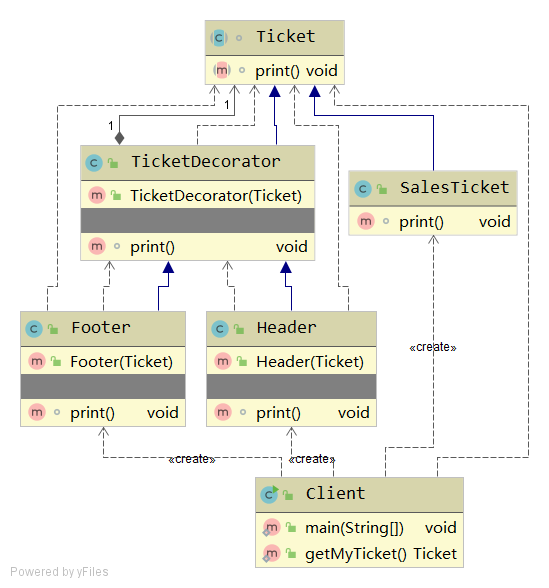 Ticket
print() void
1
1
TicketDecorator
TicketDecorator(Ticket)
print() void
SalesTicket
print() void
Footer
Footer(Ticket)
print() void
Header
Header(Ticket)
print() void
«create»
«create»
«create»
Client
main(String[]) void
getMyTicket() Ticket
Powered by yFiles